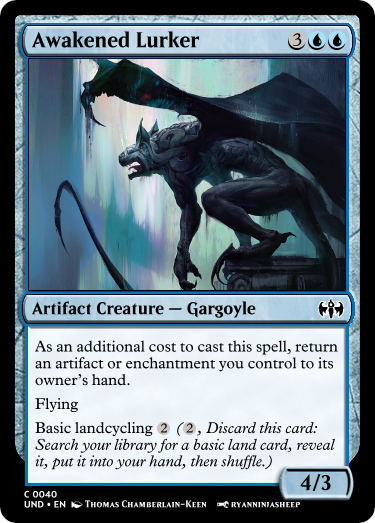 Awakened Lurker 3
Artifact Creature — Gargoyle
As an additional cost to cast this spell, return
an artifact or enchantment you control to its
owner's hand.
Flying
Basic landcycling 2 (2, Discard this card:
Search your library for a basic land card, reveal
it, put it into your hand, then shuffle.)
4/3
C 0040
UND • EN Thomas Chamberlain-Keen ryanniniasheep